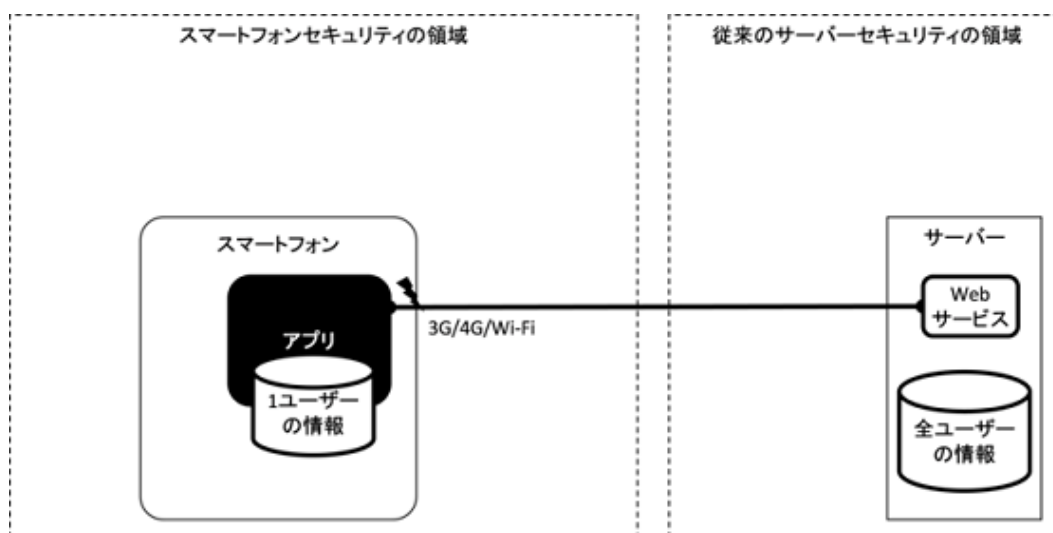 スマートフォンセキュリティの領域
従来のサーバーセキュリティの領域
スマートフォン
アプリ
1ユーザー
の情報
3G/4G/Wi-Fi
サーバー
Web
サービス
全ユーザー
の情報